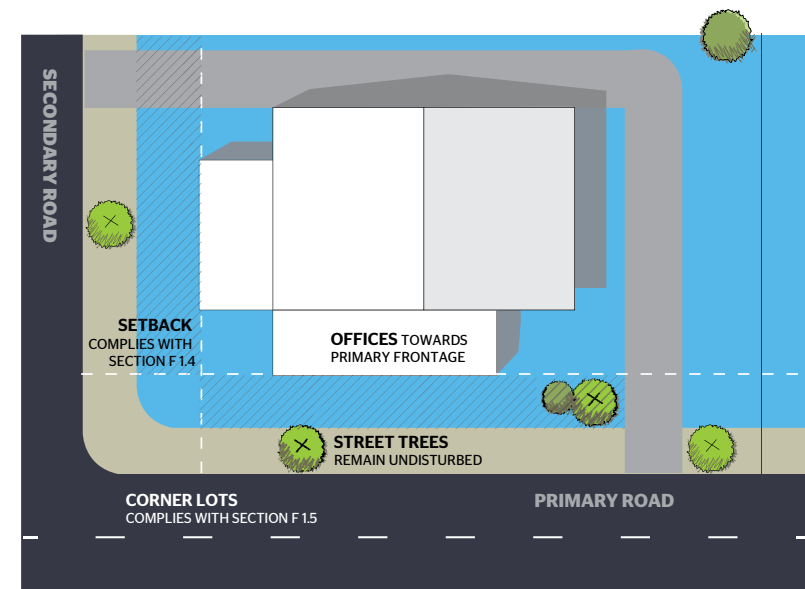 SECONDARY ROAD
SETBACK
COMPLIES WITH
SECTION F 1.4
OFFICES TOWARDS
PRIMARY FRONTAGE
STREET TREES
REMAIN UNDISTURBED
CORNER LOTS
COMPLIES WITH SECTION F 1.5
PRIMARY ROAD